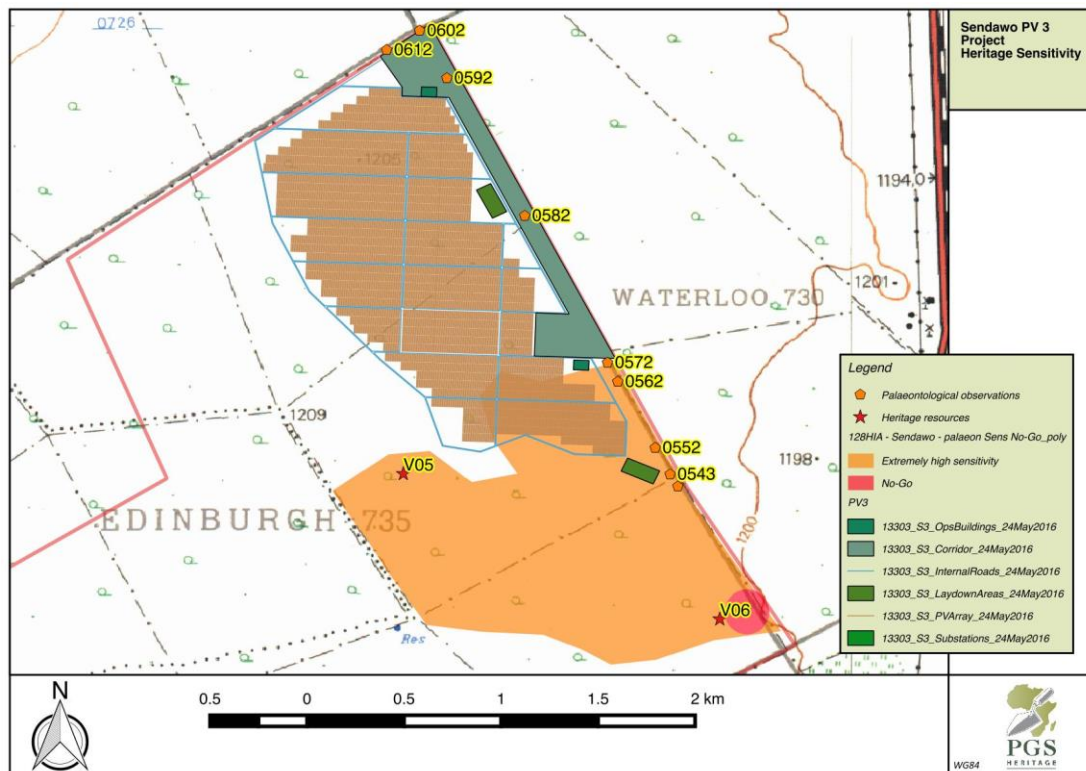 Sendawo PV 3
Project
Heritage Sensitivity
0726
0602
0612
0592
1205
1194,0
0582
1201
WATERLOO 730
0572
0562
1209
0552
1198
V05
0543
EDINBURGH 735
1200
V06
Res
Legend
Palaeontological observations
Heritage resources
128HIA - Sendawo - palaeon Sens No-Go_poly
Extremely high sensitivity
No-Go
PV3
13303_S3_OpsBuildings_24May2016
13303_S3_Corridor_24May2016
13303_S3_InternalRoads_24May2016
13303_S3_LaydownAreas_24May2016
13303_S3_PVArray_24May2016
13303_S3_Substations_24May2016
N
0.5 0 0.5 1 1.5 2 km
WG84
PGS
HERITAGE